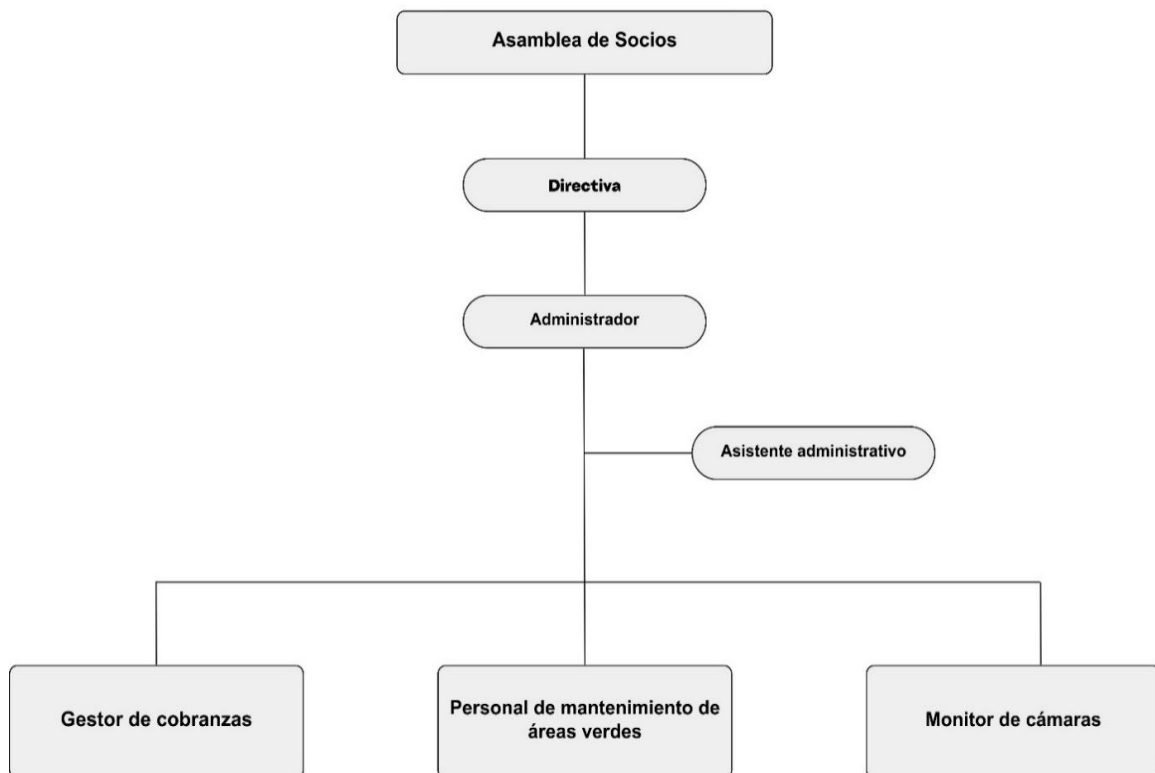 Asamblea de Socios
Directiva
Administrador
Asistente administrativo
Gestor de cobranzas
Personal de mantenimiento de
áreas verdes
Monitor de cámaras